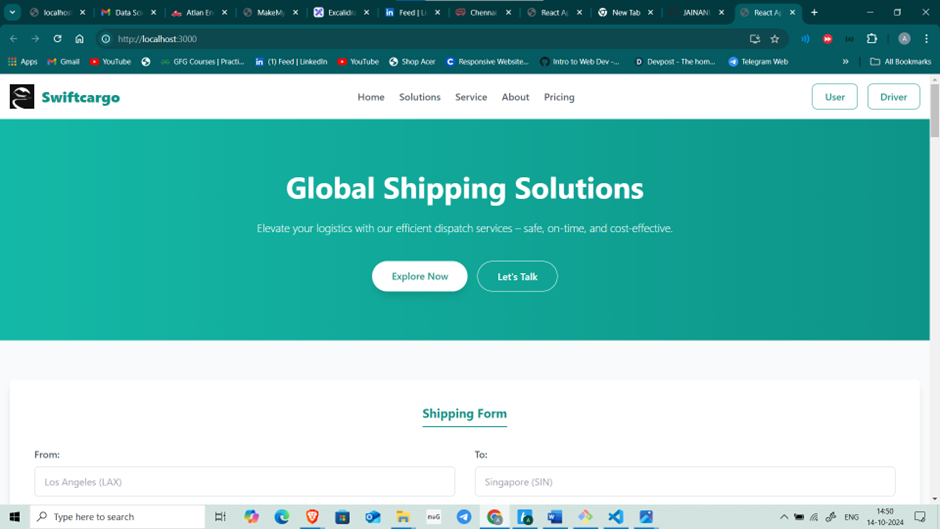 localhos
Data Sci
Atlan En
MakeMy
Excalidr
Feed | Li
Chennai
React Ap
New Tab
JAINAN
React Ap
http://localhost:3000
Apps
Gmail
YouTube
GFG Courses | Practi...
(1) Feed | LinkedIn
YouTube
Shop Acer
Responsive Website...
Intro to Web Dev -...
Devpost - The hom...
Telegram Web
All Bookmarks
Swiftcargo
Home Solutions Service About Pricing
User Driver
Global Shipping Solutions
Elevate your logistics with our efficient dispatch services – safe, on-time, and cost-effective.
Explore Now Let's Talk
Shipping Form
From: To:
Los Angeles (LAX) Singapore (SIN)
Type here to search
ENG
14:50
14-10-2024